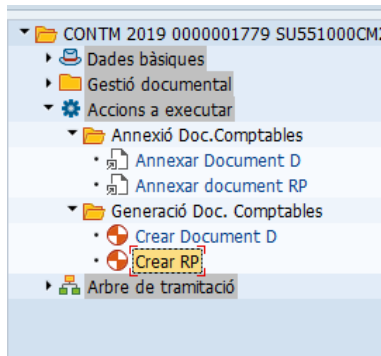 CONTM 2019 0000001779 SU551000CM2
Dades bàsiques
Gestió documental
Accions a executar
Annexió Doc.Comptables
Annexar Document D
Annexar document RP
Generació Doc. Comptables
Crear Document D
Crear RP
Arbre de tramitació